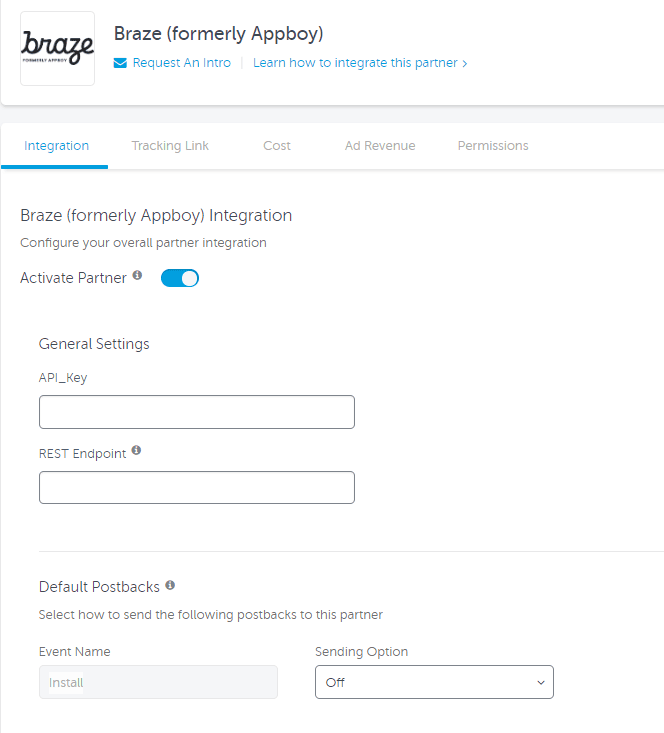 braze
FORMERLY APPBOY
Braze (formerly Appboy)
Request An Intro
Learn how to integrate this partner >
Integration
Tracking Link
Cost
Ad Revenue
Permissions
Braze (formerly Appboy) Integration
Configure your overall partner integration
Activate Partner
General Settings
API_Key
REST Endpoint
Default Postbacks
Select how to send the following postbacks to this partner
Event Name
Sending Option
Install
Off